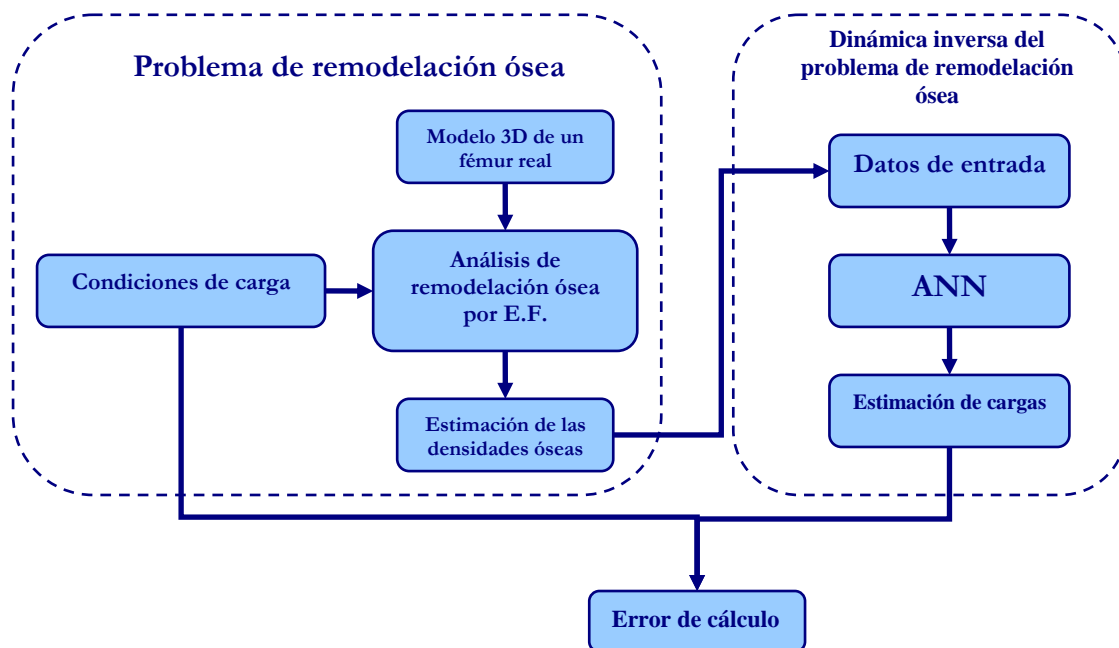 Problema de remodelación ósea
Modelo 3D de un
fémur real
Condiciones de carga
Análisis de
remodelación ósea
por E.F.
Estimación de las
densidades óseas
Dinámica inversa del
problema de remodelación
ósea
Datos de entrada
ANN
Estimación de cargas
Error de cálculo